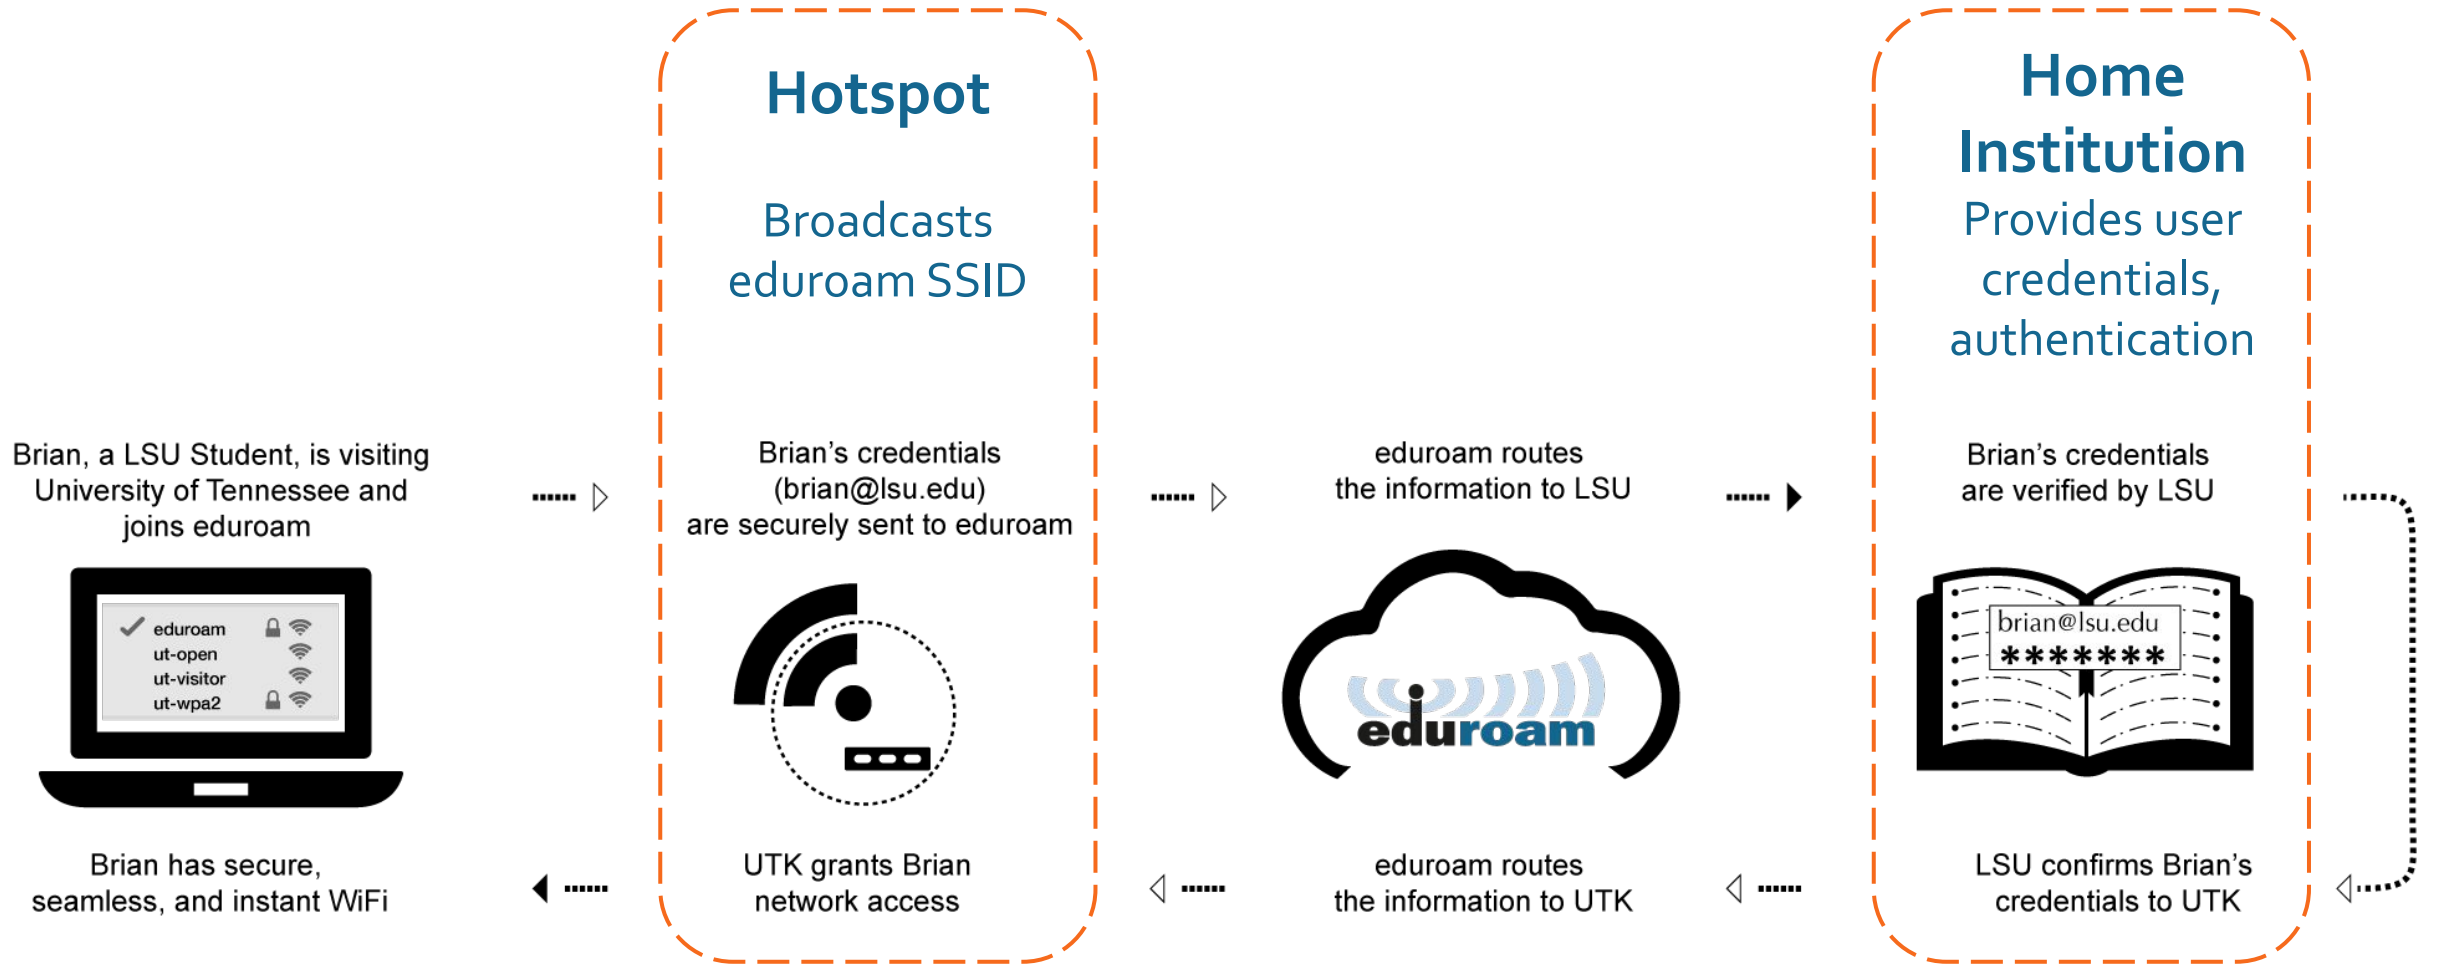 Hotspot
Broadcasts
eduroam SSID
Home
Institution
Provides user
credentials,
authentication
Brian, a LSU Student, is visiting
University of Tennessee and
joins eduroam
Brian's credentials
(brian@lsu.edu)
are securely sent to eduroam
eduroam routes
the information to LSU
Brian's credentials
are verified by LSU
eduroam
ut-open
ut-visitor
ut-wpa2
eduroam
brian@lsu.edu
*******
Brian has secure,
seamless, and instant WiFi
UTK grants Brian
network access
eduroam routes
the information to UTK
LSU confirms Brian's
credentials to UTK